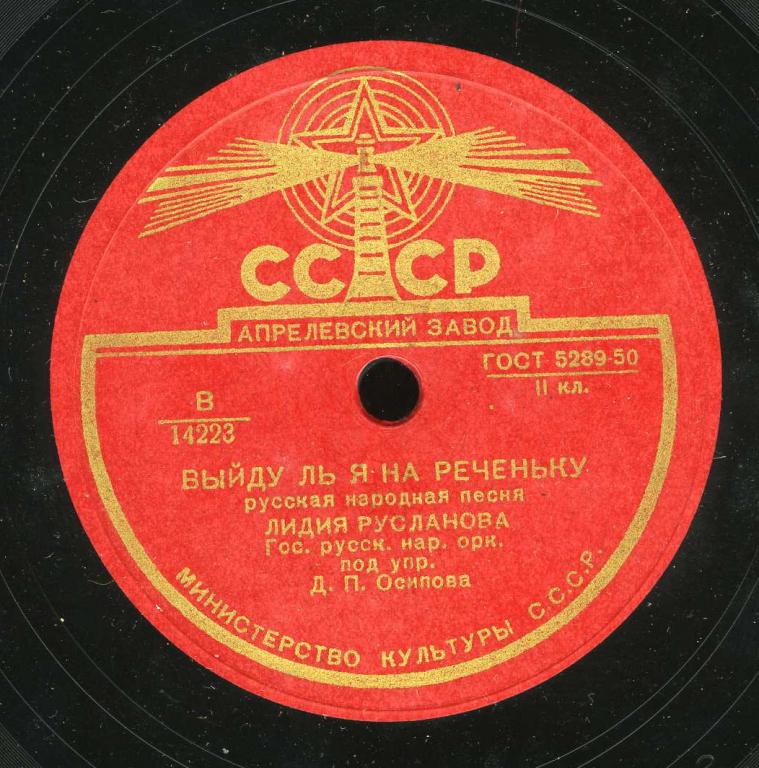 СССР
АПРЕЛЕВСКИЙ ЗАВОД
ГОСТ 5289-50
II кл.
В
14223
ВЫЙДУ ЛЬ Я НА РЕЧЕНЬКУ
русская народная песня
ЛИДИЯ РУСЛАНОВА
Гос. русск. нар. орк.
под упр.
Д. П. Осипова
МИНИСТЕРСТВО КУЛЬТУРЫ С.С.С.Р.